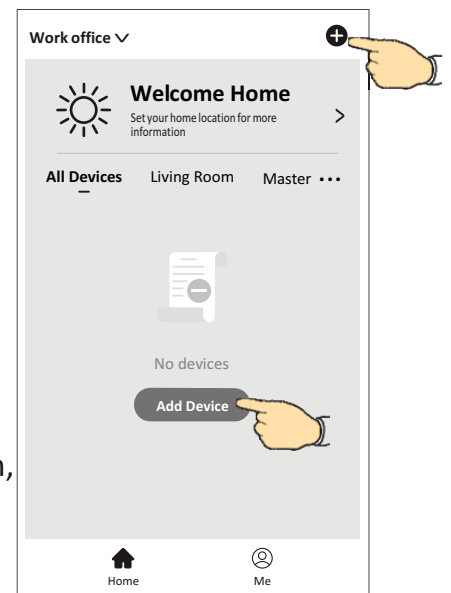 Work office
Welcome Home
Set your home location for more
information
All Devices Living Room Master
No devices
Add Device
Home Me